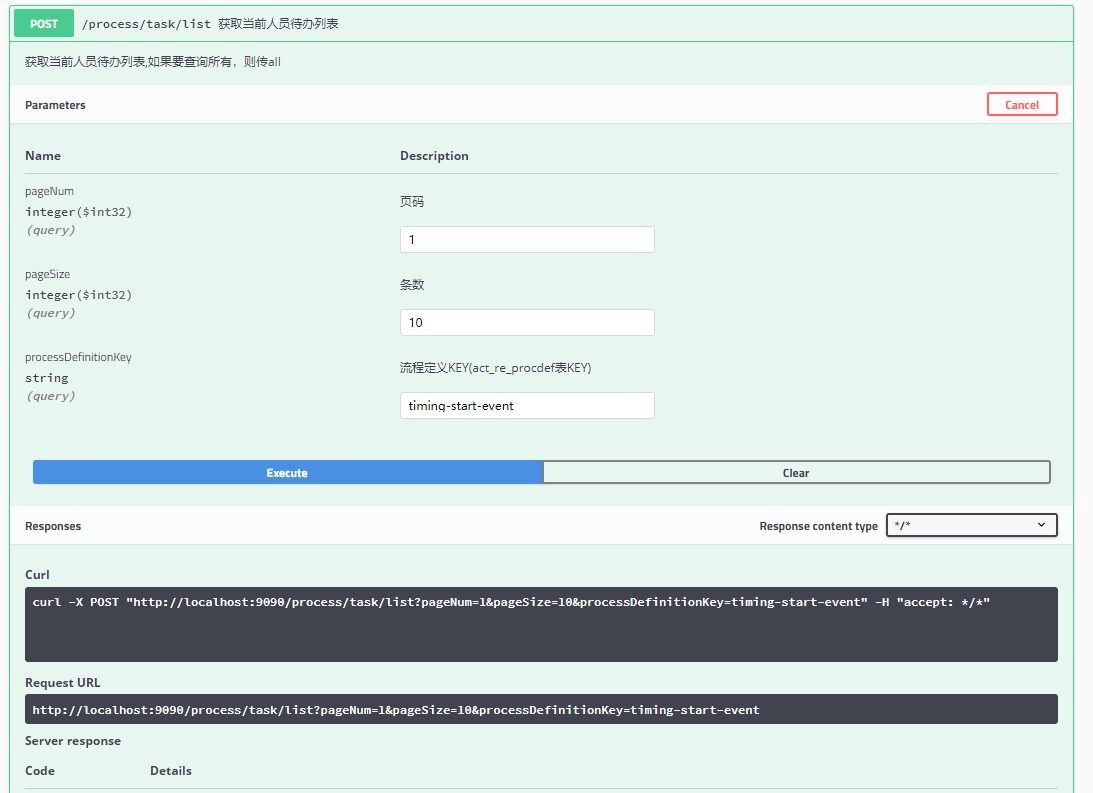 POST /process/task/list 获取当前人员待办列表
获取当前人员待办列表,如果要查询所有，则传all
Parameters Cancel
Name Description
pageNum
integer($int32)
(query)
页码
1
pageSize
integer($int32)
(query)
条数
10
processDefinitionKey
string
(query)
流程定义KEY(act_re_procdef表KEY)
timing-start-event
Execute Clear
Responses Response content type */*
Curl
curl -X POST "http://localhost:9090/process/task/list?pageNum=1&pageSize=10&processDefinitionKey=timing-start-event" -H "accept: */*"
Request URL
http://localhost:9090/process/task/list?pageNum=1&pageSize=10&processDefinitionKey=timing-start-event
Server response
Code Details